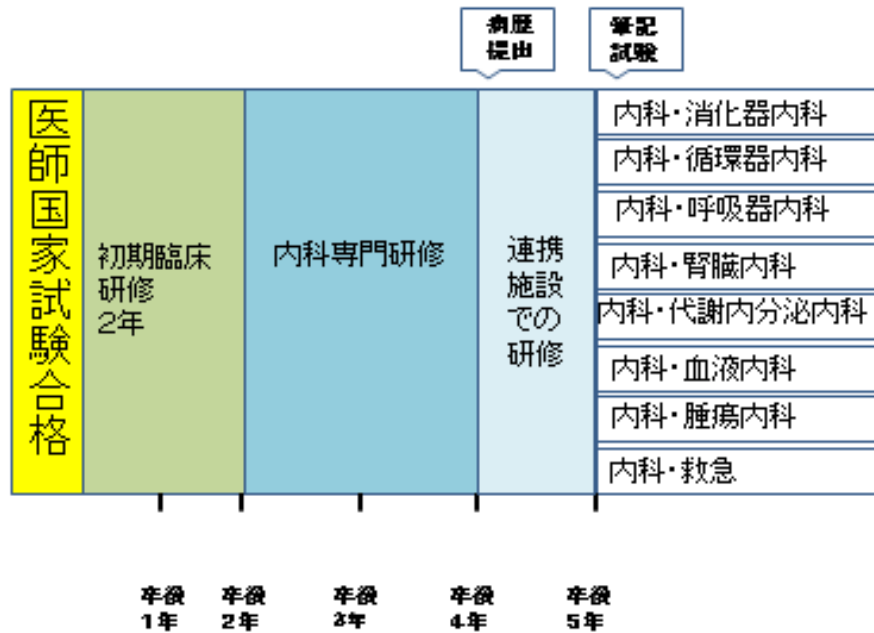 病歴
提出
筆記
試験
医師国家試験合格
初期臨床
研修
2年
内科専門研修
連携
施設
での
研修
内科・消化器内科
内科・循環器内科
内科・呼吸器内科
内科・腎臓内科
内科・代謝内分泌内科
内科・血液内科
内科・腫瘍内科
内科・救急
卒後
1年
卒後
2年
卒後
3年
卒後
4年
卒後
5年